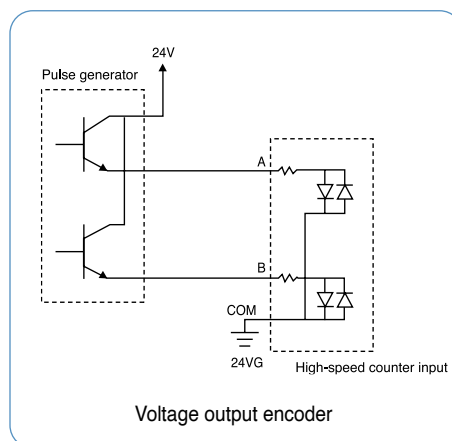 24V
Pulse generator
A
B
COM
24VG
High-speed counter input
Voltage output encoder